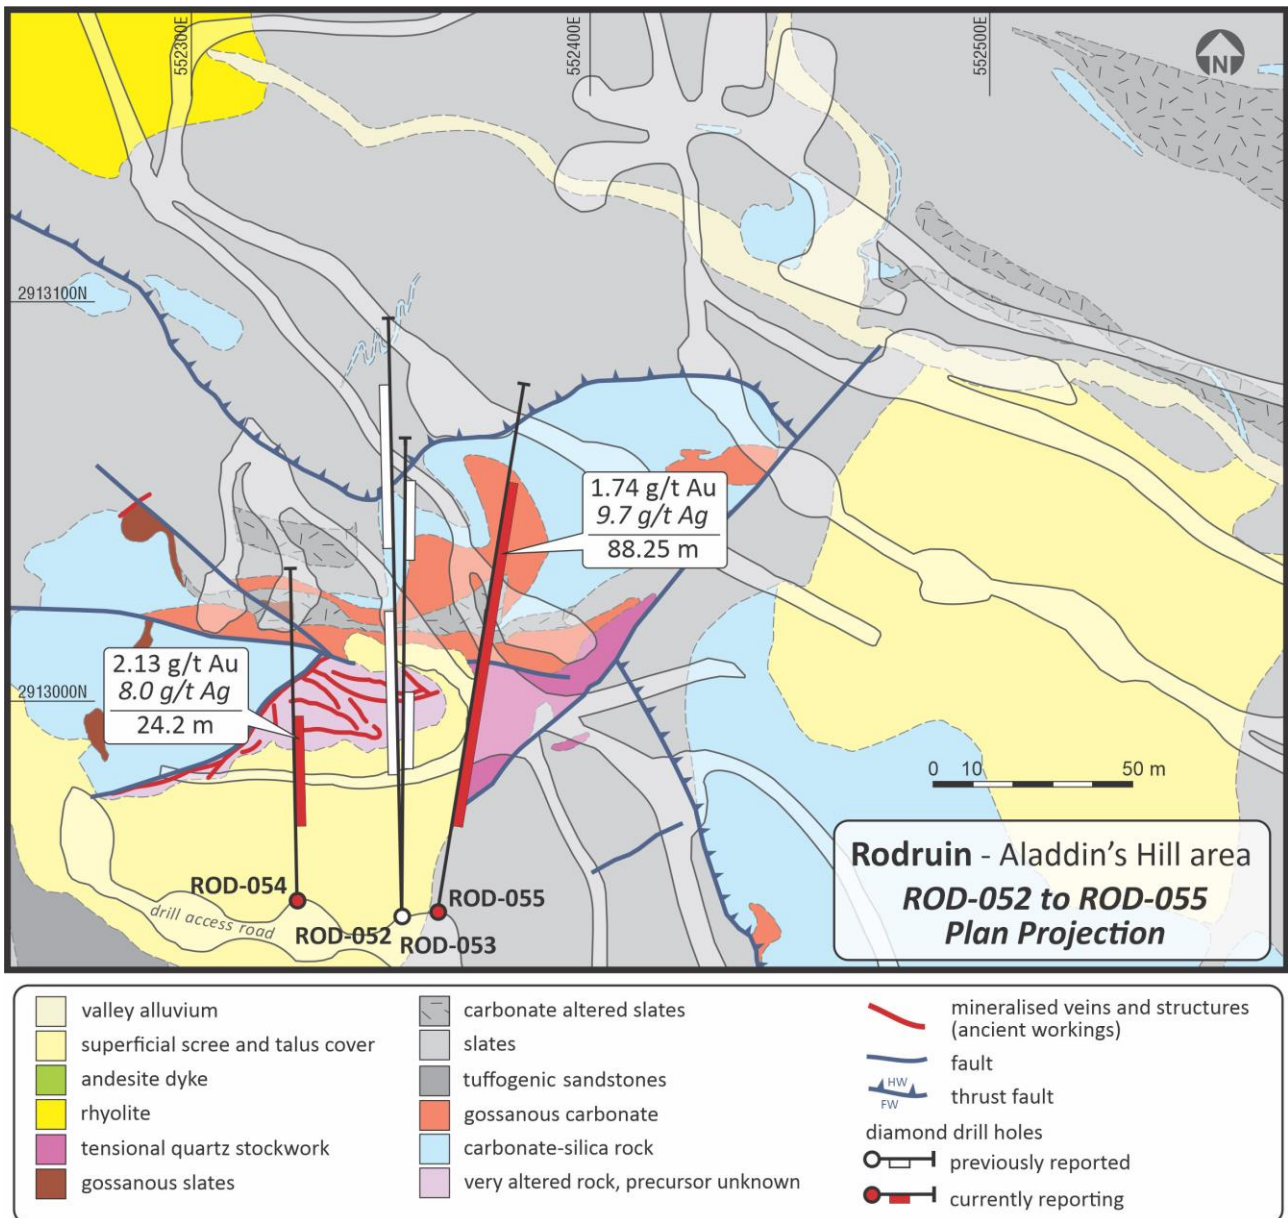 552300E
552400E
552500E
N
2913100N
1.74 g/t Au
9.7 g/t Ag
88.25 m
2.13 g/t Au
8.0 g/t Ag
24.2 m
2913000N
0 10 50 m
Rodruin - Aladdin's Hill area
ROD-052 to ROD-055
Plan Projection
ROD-054
ROD-055
drill access road
ROD-052
ROD-053
valley alluvium
superficial scree and talus cover
andesite dyke
rhyolite
tensional quartz stockwork
gossanous slates
carbonate altered slates
slates
tuffogenic sandstones
gossanous carbonate
carbonate-silica rock
very altered rock, precursor unknown
mineralised veins and structures
(ancient workings)
fault
HW
FW
thrust fault
diamond drill holes
previously reported
currently reporting